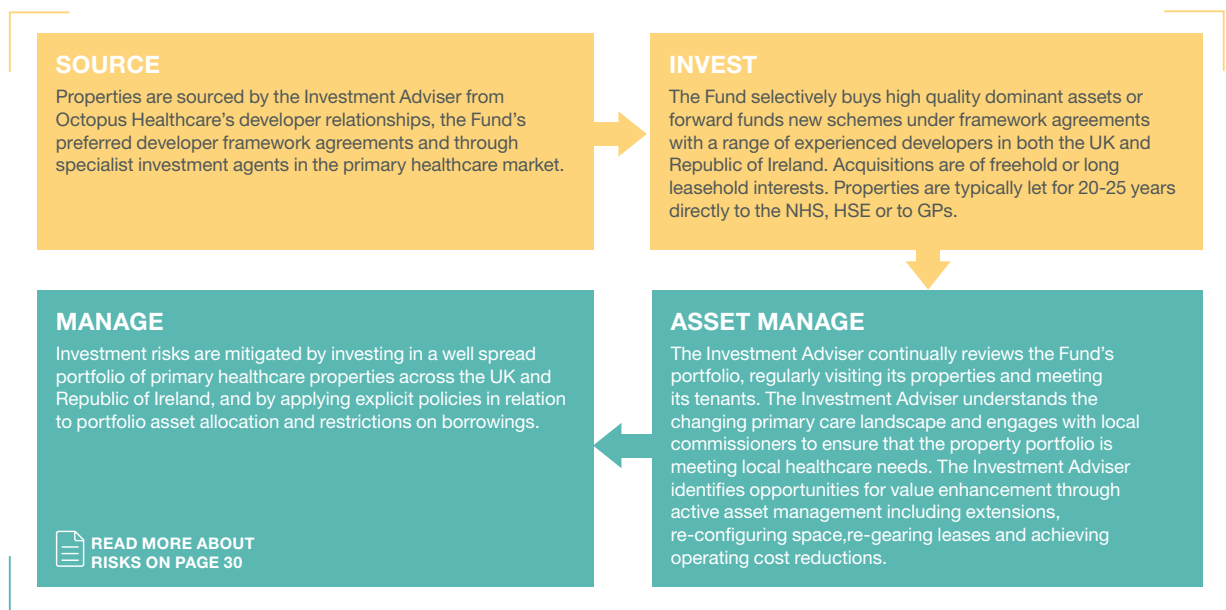 SOURCE
Properties are sourced by the Investment Adviser from
Octopus Healthcare’s developer relationships, the Fund’s
preferred developer framework agreements and through
specialist investment agents in the primary healthcare market.
INVEST
The Fund selectively buys high quality dominant assets or
forward funds new schemes under framework agreements
with a range of experienced developers in both the UK and
Republic of Ireland. Acquisitions are of freehold or long
leasehold interests. Properties are typically let for 20-25 years
directly to the NHS, HSE or to GPs.
ASSET MANAGE
The Investment Adviser continually reviews the Fund’s
portfolio, regularly visiting its properties and meeting
its tenants. The Investment Adviser understands the
changing primary care landscape and engages with local
commissioners to ensure that the property portfolio is
meeting local healthcare needs. The Investment Adviser
identifies opportunities for value enhancement through
active asset management including extensions,
re-configuring space,re-gearing leases and achieving
operating cost reductions.
MANAGE
Investment risks are mitigated by investing in a well spread
portfolio of primary healthcare properties across the UK and
Republic of Ireland, and by applying explicit policies in relation
to portfolio asset allocation and restrictions on borrowings.
READ MORE ABOUT
RISKS ON PAGE 30